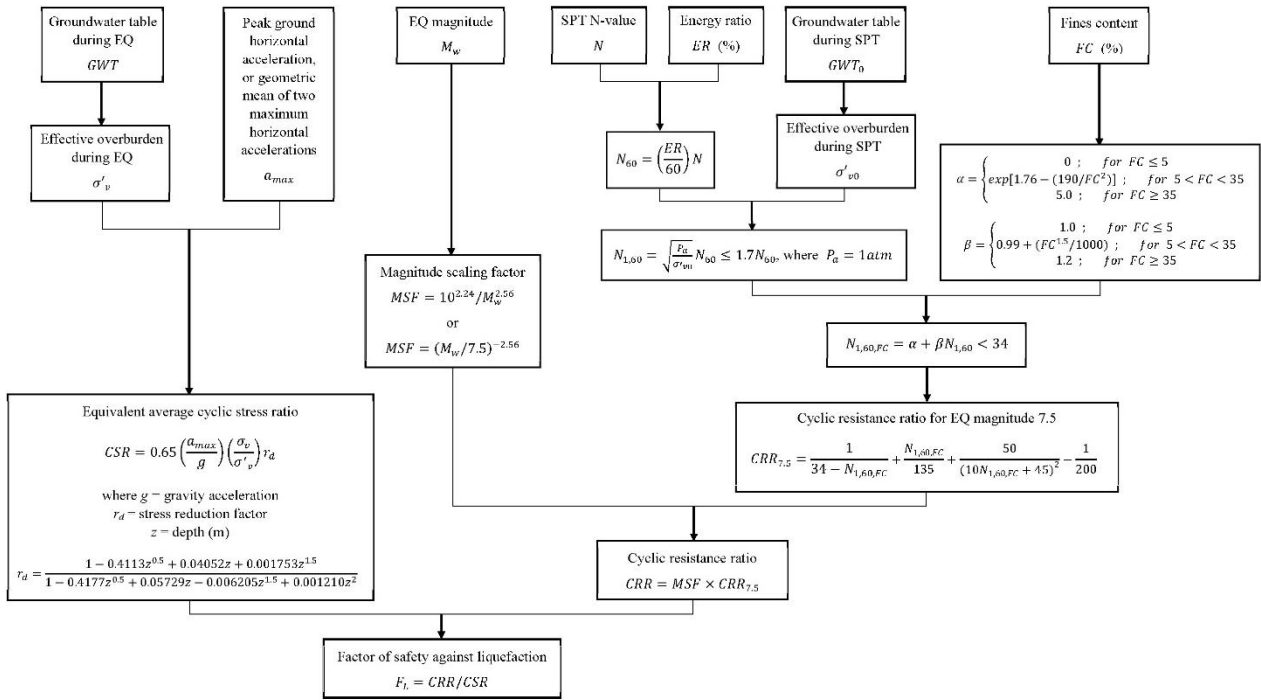 Groundwater table
during EQ
GWT
Peak ground
horizontal
acceleration,
or geometric
mean of two
maximum
horizontal
accelerations
a_max
EQ magnitude
M_w
SPT N-value
N
Energy ratio
ER (%)
Groundwater table
during SPT
GWT_0
Fines content
FC (%)
Effective overburden
during EQ
σ'_v
N_60 = (ER/60) N
Effective overburden
during SPT
σ'_v0
α = { 0 ; for FC ≤ 5
exp[1.76 − (190/FC^2)] ; for 5 < FC < 35
5.0 ; for FC ≥ 35
β = { 1.0 ; for FC ≤ 5
0.99 + (FC^1.5/1000) ; for 5 < FC < 35
1.2 ; for FC ≥ 35
N_1,60 = √(P_a/σ'_v0) N_60 ≤ 1.7N_60, where P_a = 1atm
Magnitude scaling factor
MSF = 10^2.24/M_w^2.56
or
MSF = (M_w/7.5)^−2.56
N_1,60,FC = α + βN_1,60 < 34
Equivalent average cyclic stress ratio
CSR = 0.65 (a_max/g) (σ_v/σ'_v) r_d
where g = gravity acceleration
r_d = stress reduction factor
z = depth (m)
r_d = (1 − 0.4113z^0.5 + 0.04052z + 0.001753z^1.5)/(1 − 0.4177z^0.5 + 0.05729z − 0.006205z^1.5 + 0.001210z^2)
Cyclic resistance ratio for EQ magnitude 7.5
CRR_7.5 = 1/(34 − N_1,60,FC) + N_1,60,FC/135 + 50/(10N_1,60,FC + 45)^2 − 1/200
Cyclic resistance ratio
CRR = MSF × CRR_7.5
Factor of safety against liquefaction
F_L = CRR/CSR